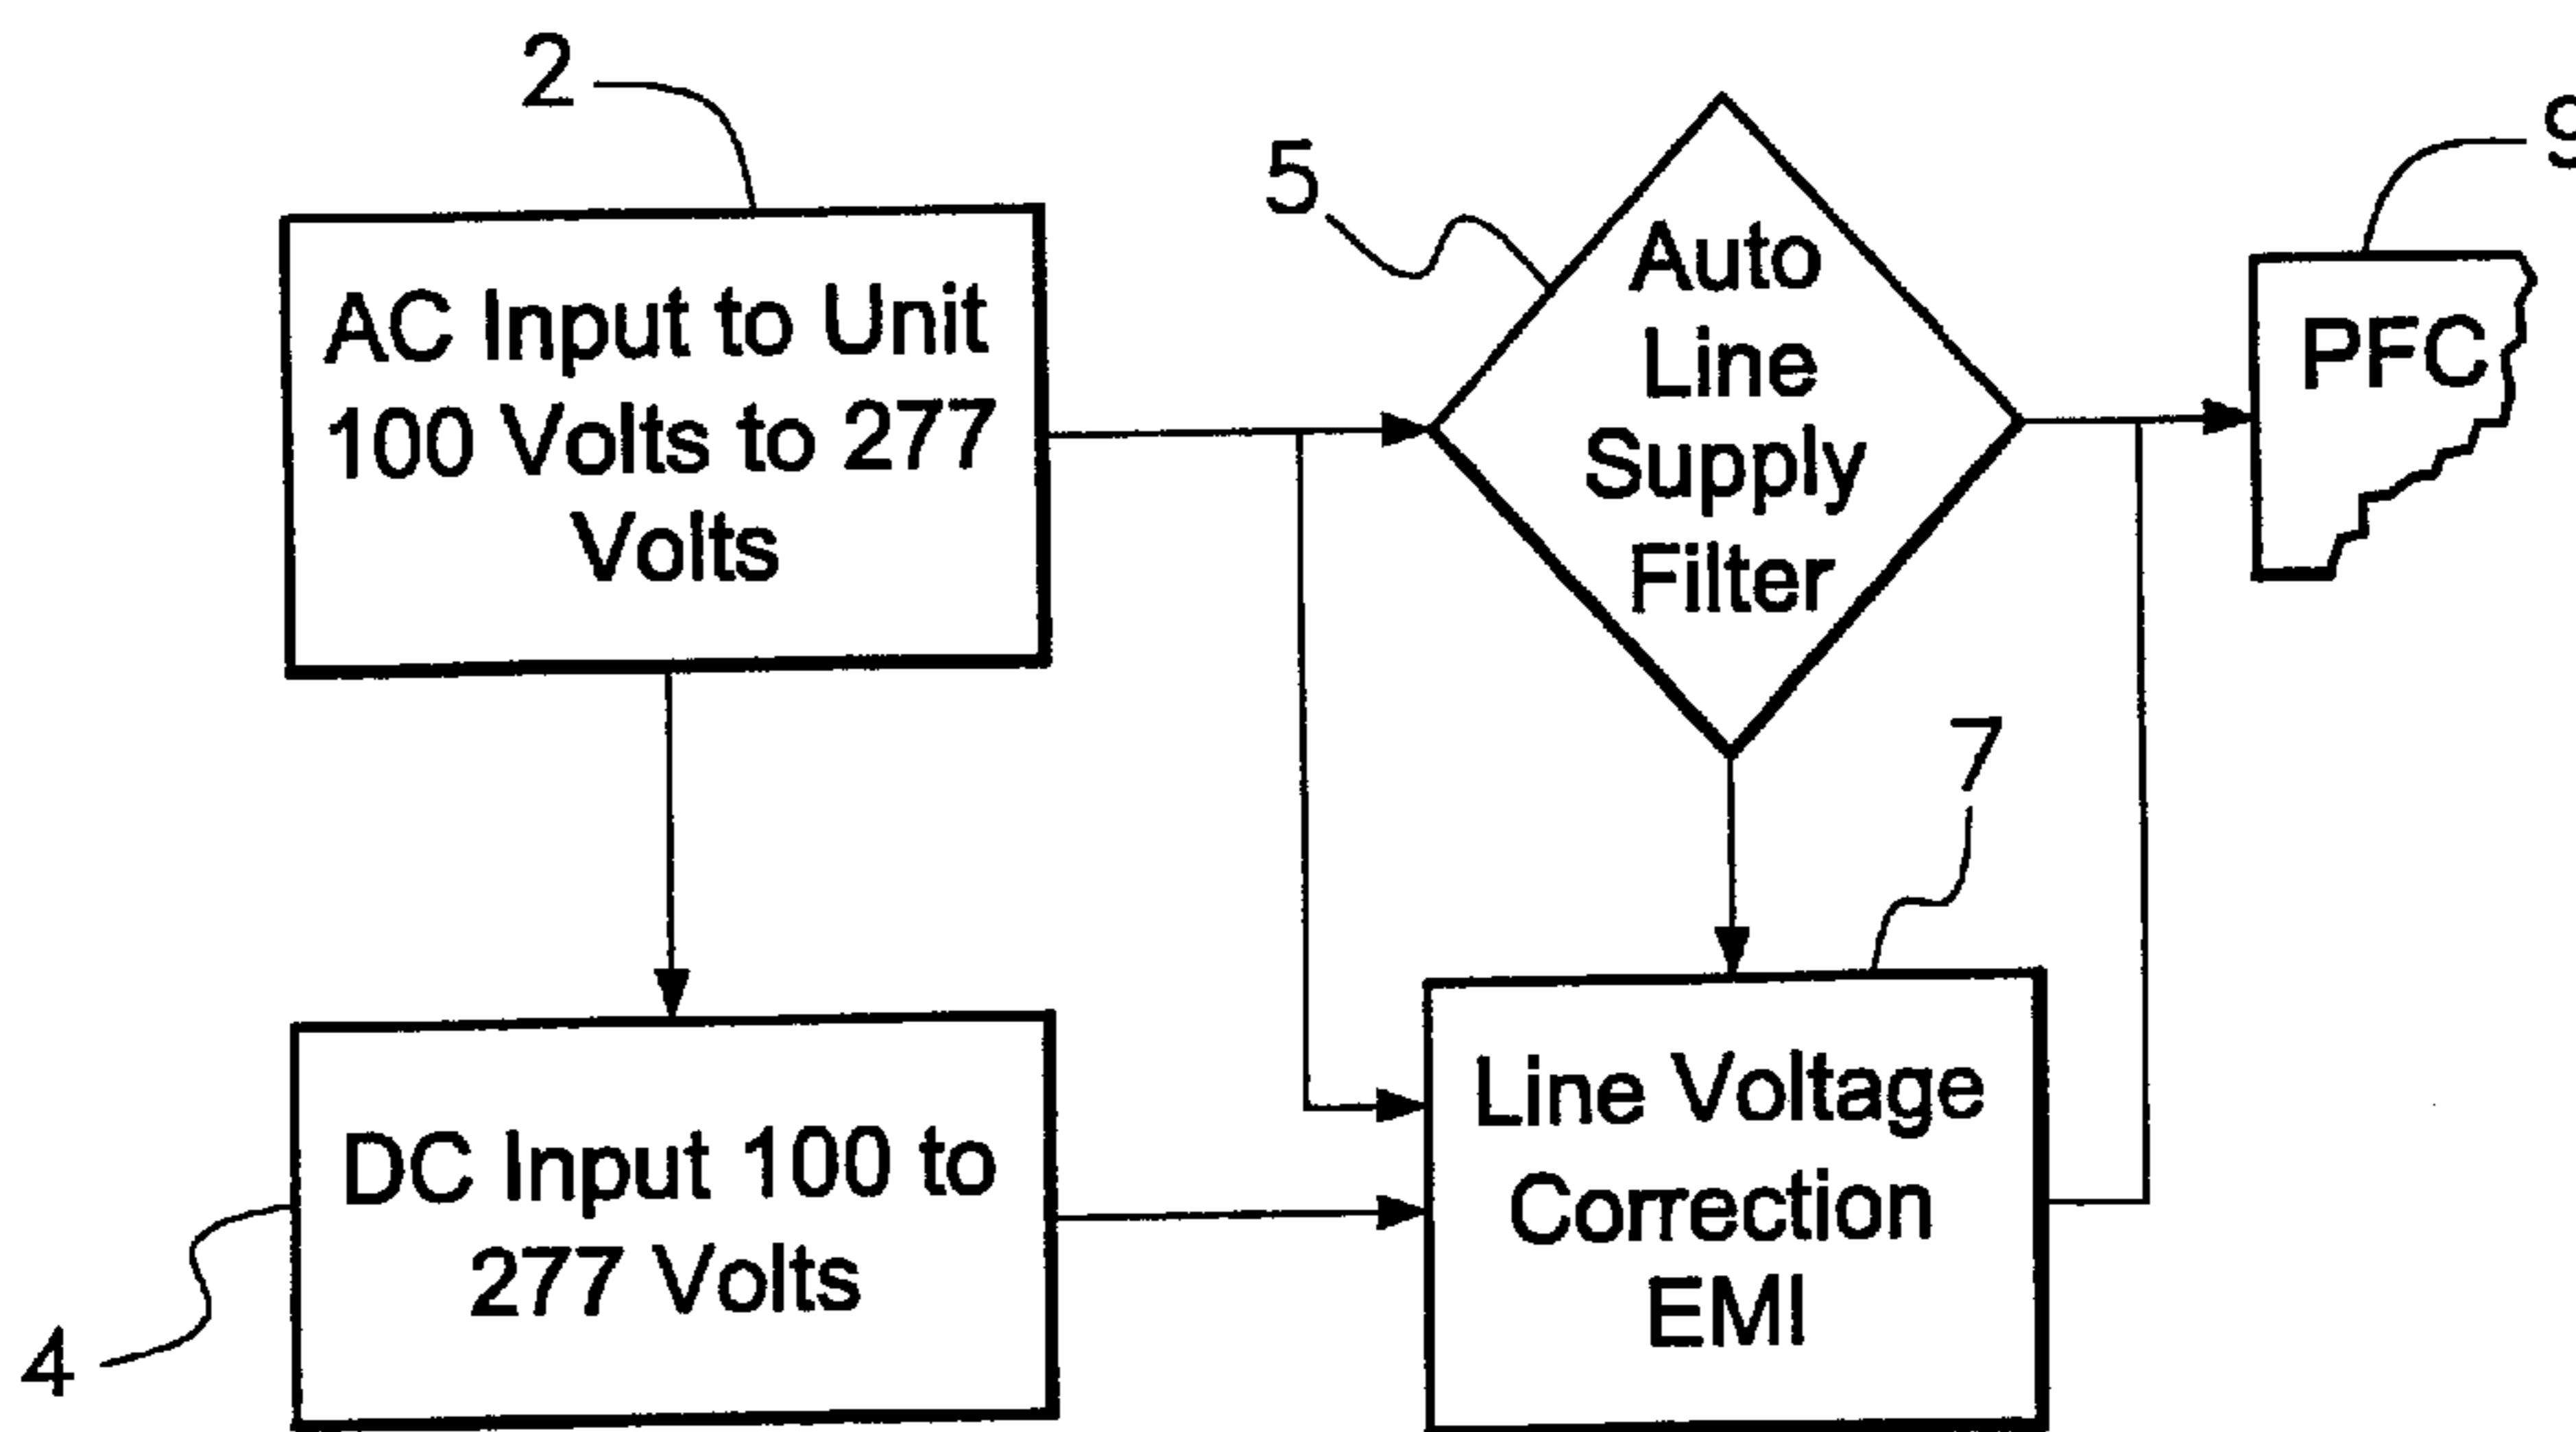 2
AC Input to Unit
100 Volts to 277
Volts
5
Auto
Line
Supply
Filter
9
PFC
7
DC Input 100 to
277 Volts
4
Line Voltage
Correction
EMI